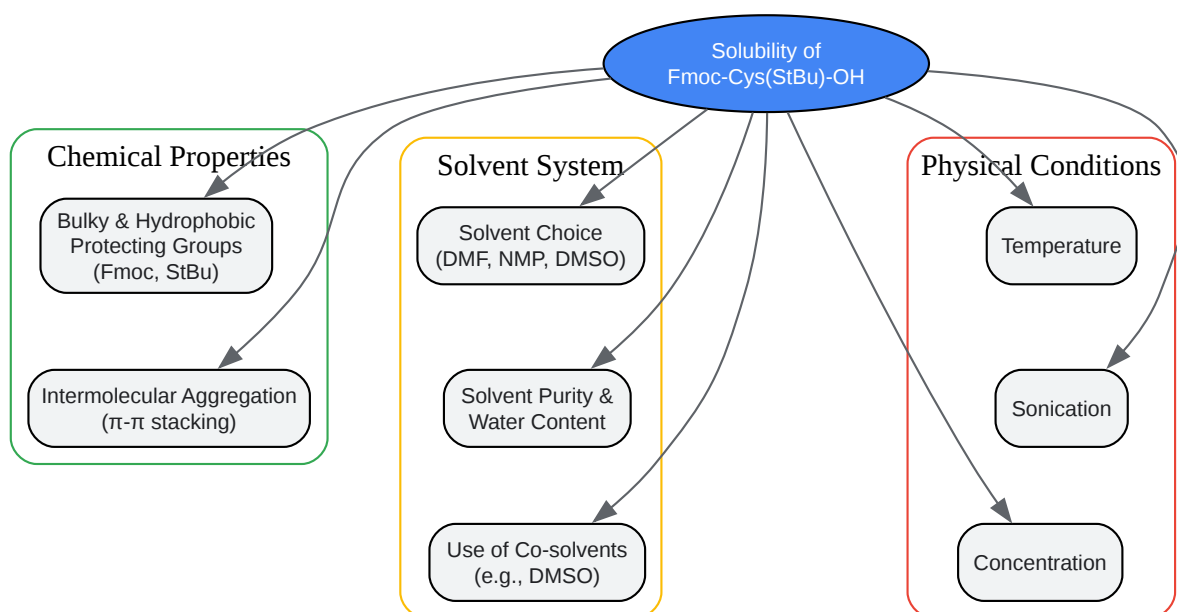 Solubility of
Fmoc-Cys(StBu)-OH
Chemical Properties
Bulky & Hydrophobic
Protecting Groups
(Fmoc, StBu)
Intermolecular Aggregation
(π-π stacking)
Solvent System
Solvent Choice
(DMF, NMP, DMSO)
Solvent Purity &
Water Content
Use of Co-solvents
(e.g., DMSO)
Physical Conditions
Temperature
Sonication
Concentration